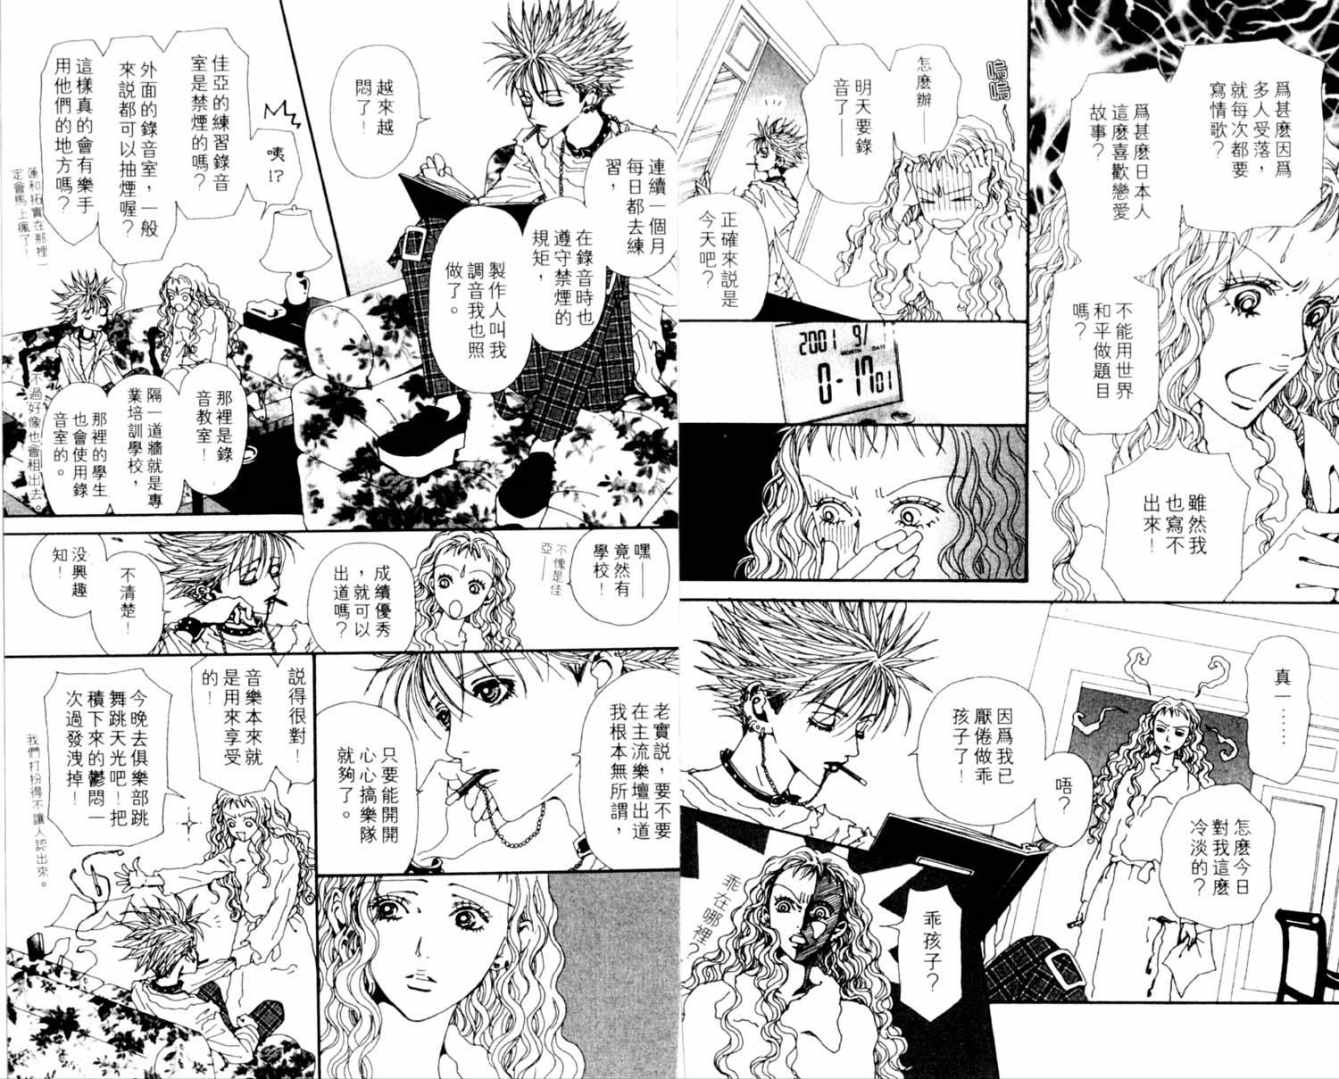 爲甚麼因爲
多人受落，
就每次都要
寫情歌？
爲甚麼日本人
這麼喜歡戀愛
故事？
不能用世界
和平做題目
嗎？
雖然我
也寫不
出來！
嗚嗚
怎麼辦
明天要錄
音了——
正確來説是
今天吧？
2001 9/
0-17 01
真一……
怎麼今日
對我這麼
冷淡的？
唔？
因爲我已
厭倦做乖
孩子了！
乖孩子？
乖在哪裡？
連續一個月
每日都去練
習，
在錄音時也
遵守禁煙的
規矩，
製作人叫我
調音我也照
做了。
越來越
悶了！
咦
!?
佳亞的練習錄音
室是禁煙的嗎？
外面的錄音室，一般
來説都可以抽煙喔？
這樣真的會有樂手
用他們的地方嗎？
蓮和拓實在那裡一
定會馬上瘋了！
那裡是錄
音教室！
隔一道牆就是專
業培訓學校，
那裡的學生
也會使用錄
音室的。
不過好像也會租出去。
嘿——
竟然有
學校！
不愧是佳
亞——
成績優秀
，就可以
出道嗎？
不清楚！
没興趣
知！
老實説，要不要
在主流樂壇出道
我根本無所謂，
只要能開開
心心搞樂隊
就夠了。
説得很對！
音樂本來就
是用來享受
的！
今晚去俱樂部跳
舞跳天光吧！把
積下來的鬱悶一
次過發洩掉！
我們打扮得不讓人認出來。